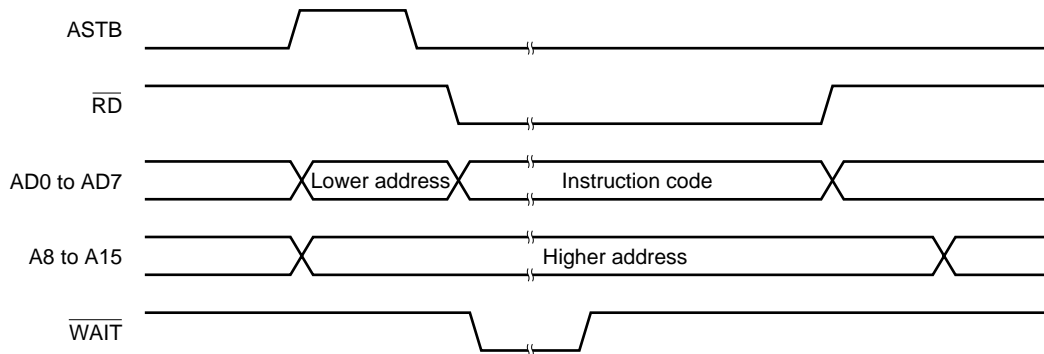 ASTB
RD
AD0 to AD7 Lower address Instruction code
A8 to A15 Higher address
WAIT